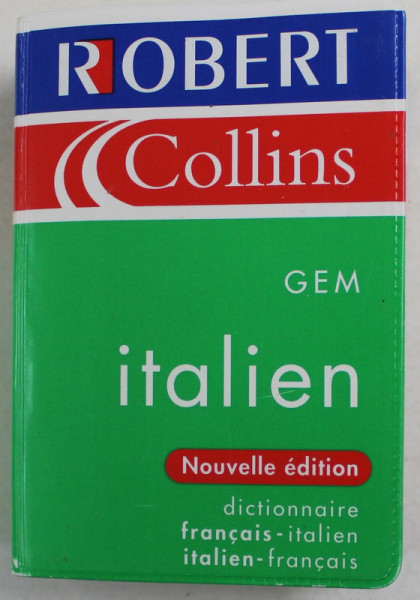 ROBERT
Collins
GEM
italien
Nouvelle édition
dictionnaire
français-italien
italien-français